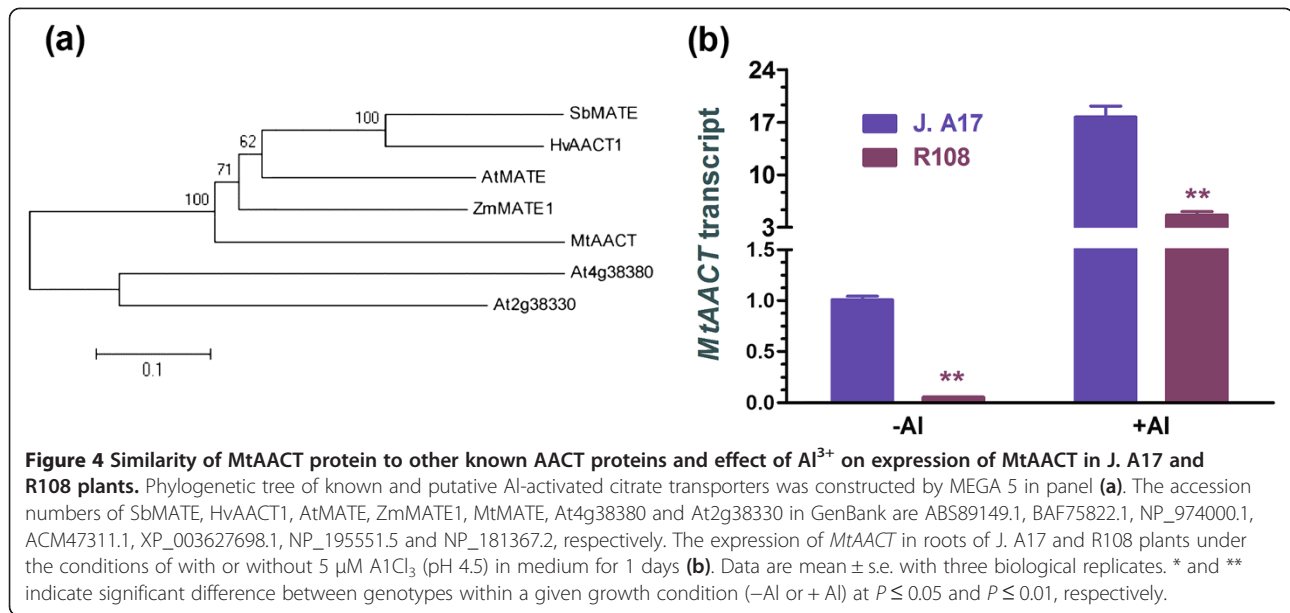 (a)
SbMATE
100
HvAACT1
62
AtMATE
71
ZmMATE1
100
MtAACT
At4g38380
At2g38330
0.1
(b)
MtAACT transcript
24
17
10
3
1.5
1.0
0.5
0.0
J. A17
R108
**
**
-Al
+Al
Figure 4 Similarity of MtAACT protein to other known AACT proteins and effect of Al3+ on expression of MtAACT in J. A17 and
R108 plants. Phylogenetic tree of known and putative Al-activated citrate transporters was constructed by MEGA 5 in panel (a). The accession
numbers of SbMATE, HvAACT1, AtMATE, ZmMATE1, MtMATE, At4g38380 and At2g38330 in GenBank are ABS89149.1, BAF75822.1, NP_974000.1,
ACM47311.1, XP_003627698.1, NP_195551.5 and NP_181367.2, respectively. The expression of MtAACT in roots of J. A17 and R108 plants under
the conditions of with or without 5 μM A1Cl3 (pH 4.5) in medium for 1 days (b). Data are mean ± s.e. with three biological replicates. * and **
indicate significant difference between genotypes within a given growth condition (−Al or + Al) at P ≤ 0.05 and P ≤ 0.01, respectively.